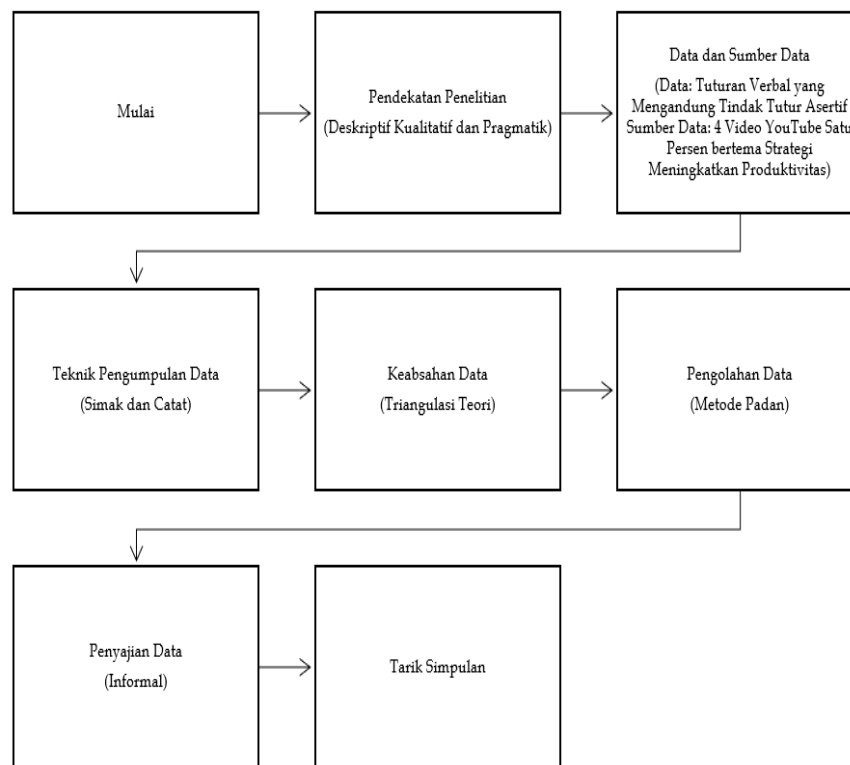 Mulai
Pendekatan Penelitian
(Deskriptif Kualitatif dan Pragmatik)
Data dan Sumber Data
(Data: Tuturan Verbal yang
Mengandung Tindak Tutur Asertif
Sumber Data: 4 Video YouTube Satu
Persen bertema Strategi
Meningkatkan Produktivitas)
Teknik Pengumpulan Data
(Simak dan Catat)
Keabsahan Data
(Triangulasi Teori)
Pengolahan Data
(Metode Padan)
Penyajian Data
(Informal)
Tarik Simpulan